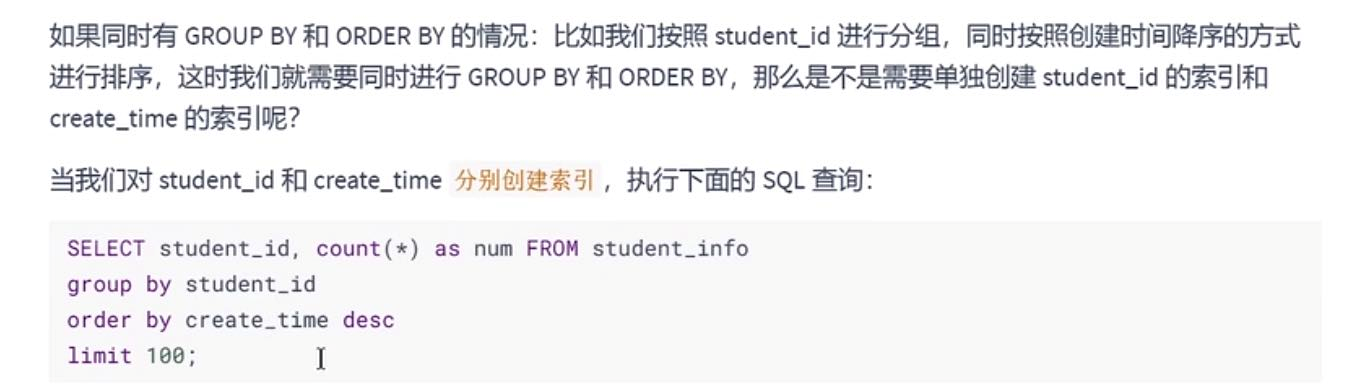 如果同时有 GROUP BY 和 ORDER BY 的情况：比如我们按照 student_id 进行分组，同时按照创建时间降序的方式
进行排序，这时我们就需要同时进行 GROUP BY 和 ORDER BY，那么是不是需要单独创建 student_id 的索引和
create_time 的索引呢？
当我们对 student_id 和 create_time 分别创建索引，执行下面的 SQL 查询：
SELECT student_id, count(*) as num FROM student_info
group by student_id
order by create_time desc
limit 100;